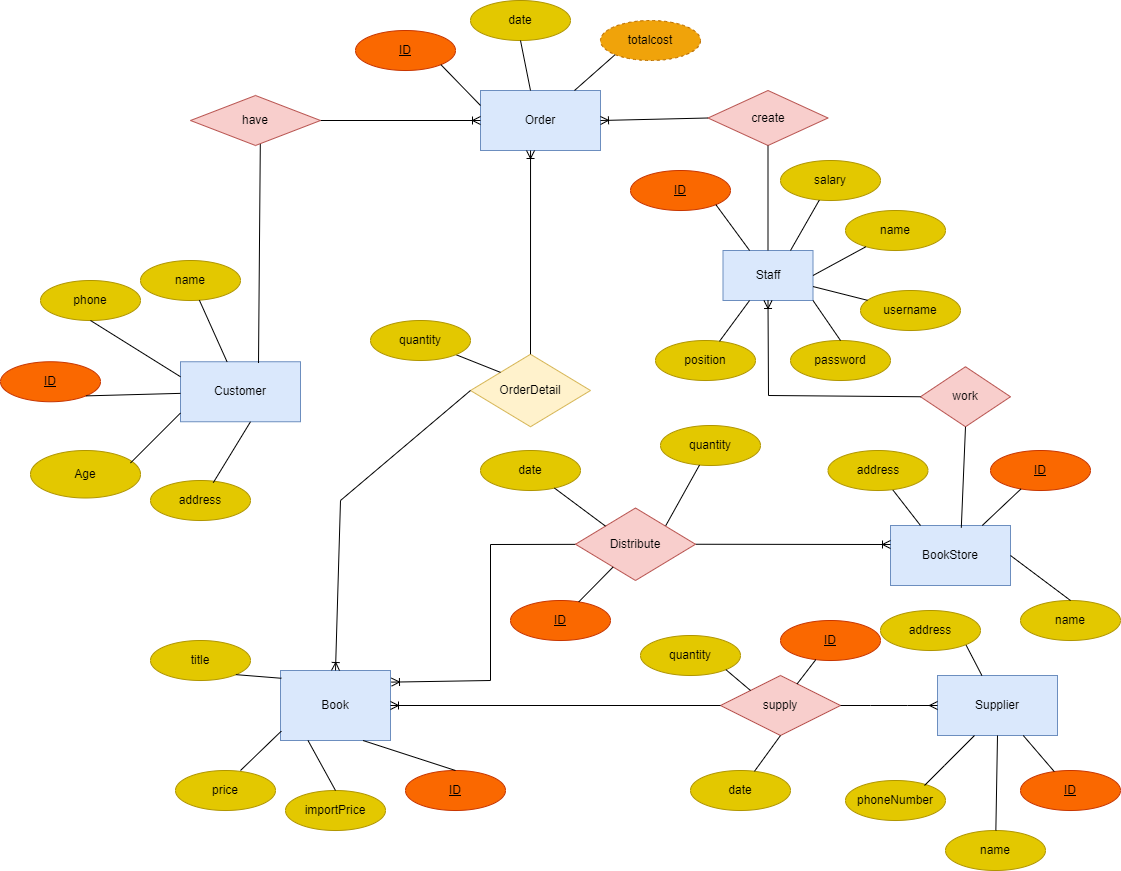 date
ID
totalcost
have
Order
create
ID
salary
name
Staff
username
position
password
name
phone
ID
Customer
Age
address
quantity
OrderDetail
work
date
quantity
address
ID
Distribute
BookStore
ID
name
title
quantity
ID
address
Book
supply
Supplier
price
importPrice
ID
date
phoneNumber
ID
name